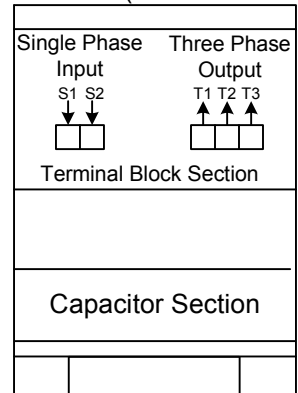 Single Phase Three Phase
Input Output
S1 S2 T1 T2 T3
Terminal Block Section
Capacitor Section